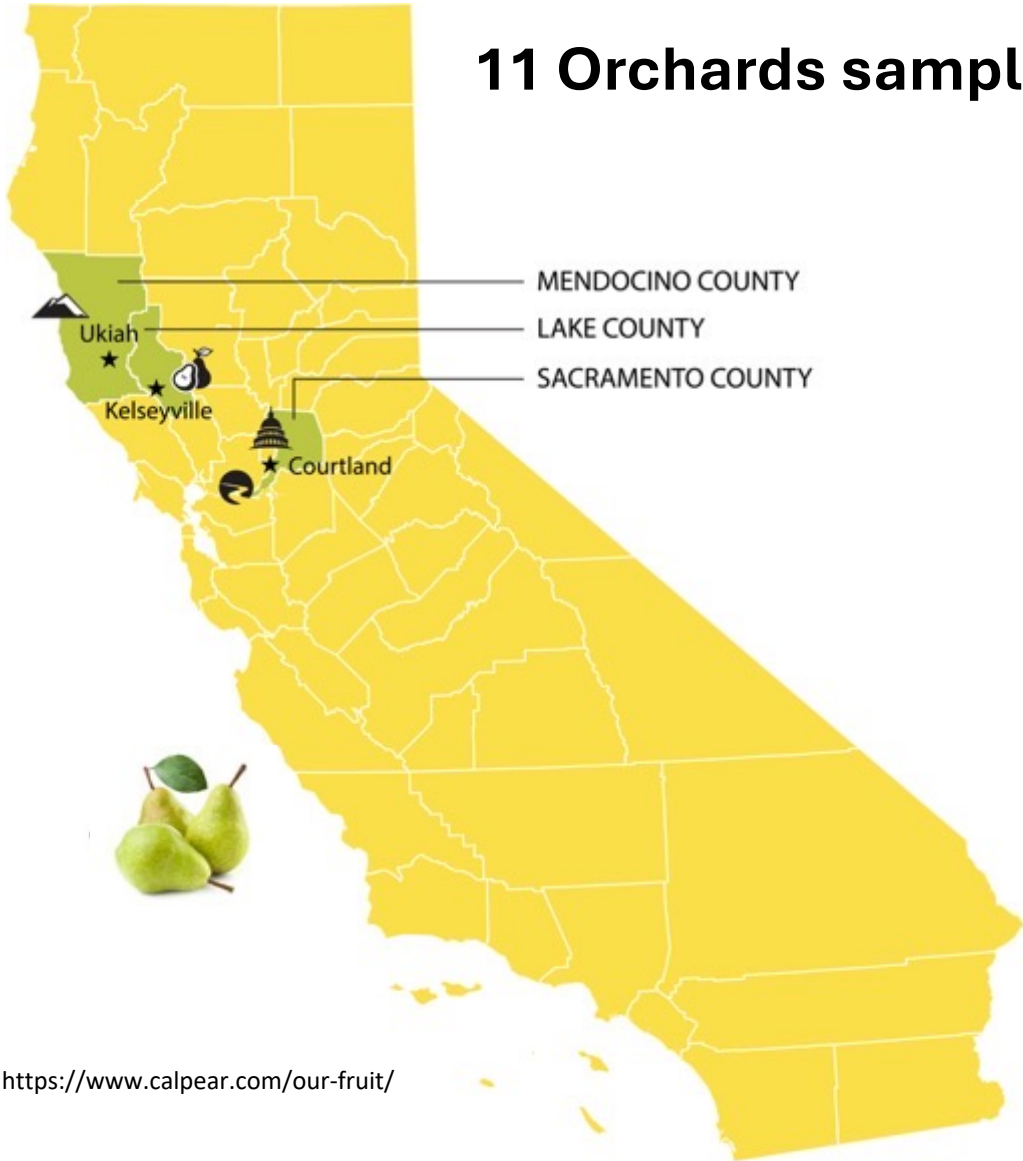 11 Orchards sampl
MENDOCINO COUNTY
LAKE COUNTY
SACRAMENTO COUNTY
Ukiah
Kelseyville
Courtland
https://www.calpear.com/our-fruit/